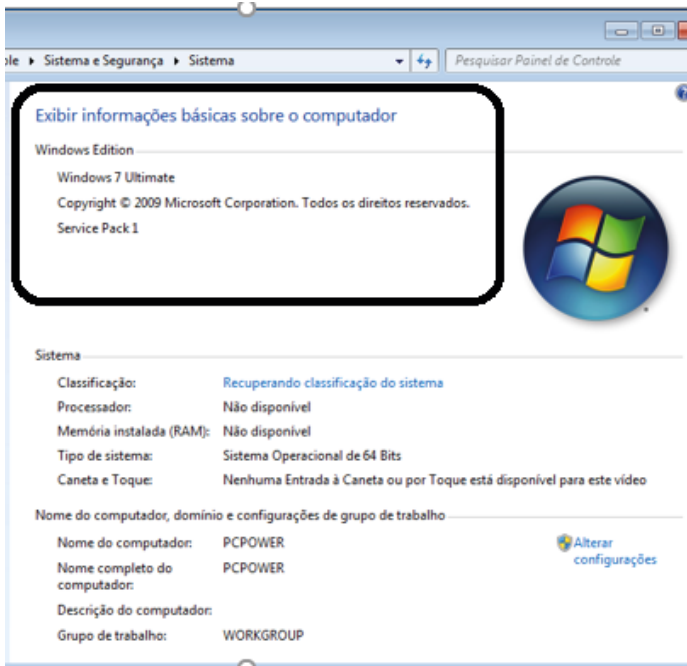 Sistema e Segurança Sistema Pesquisar Painel de Controle
Exibir informações básicas sobre o computador
Windows Edition
Windows 7 Ultimate
Copyright © 2009 Microsoft Corporation. Todos os direitos reservados.
Service Pack 1
Sistema
Classificação: Recuperando classificação do sistema
Processador: Não disponível
Memória instalada (RAM): Não disponível
Tipo de sistema: Sistema Operacional de 64 Bits
Caneta e Toque: Nenhuma Entrada à Caneta ou por Toque está disponível para este vídeo
Nome do computador, domínio e configurações de grupo de trabalho
Nome do computador: PCPOWER
Alterar
configurações
Nome completo do
computador:
PCPOWER
Descrição do computador:
Grupo de trabalho: WORKGROUP